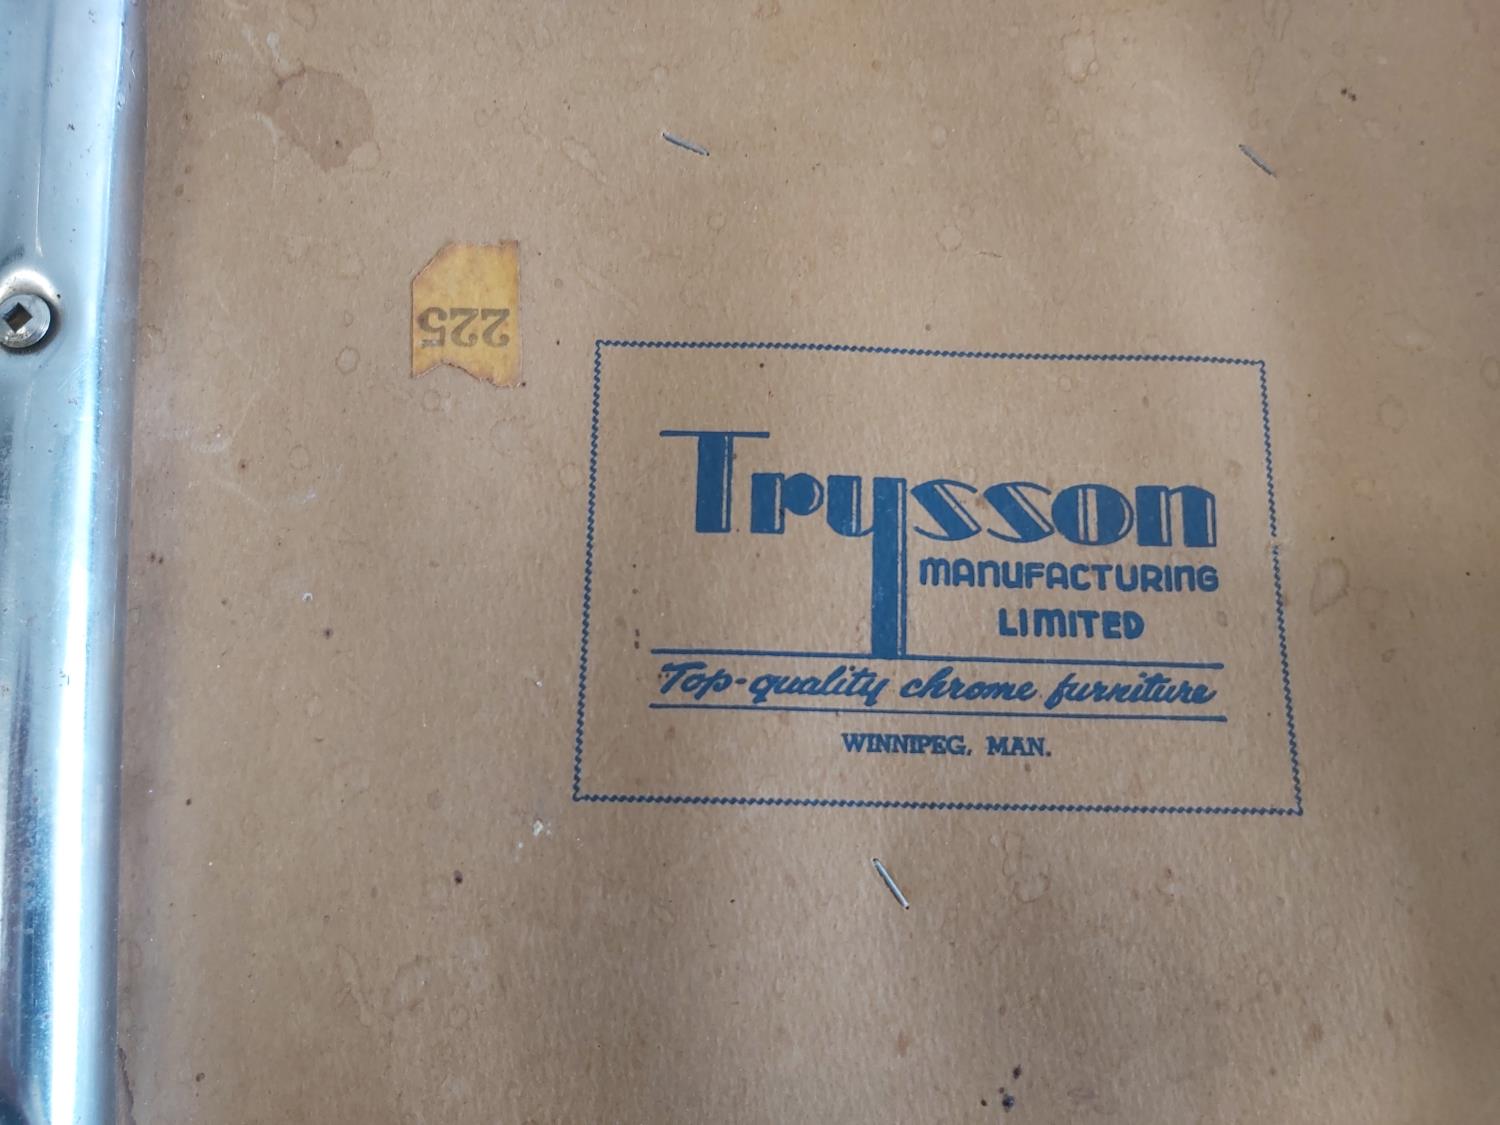 225
Trysson
MANUFACTURING
LIMITED
Top-quality chrome furniture
WINNIPEG, MAN.